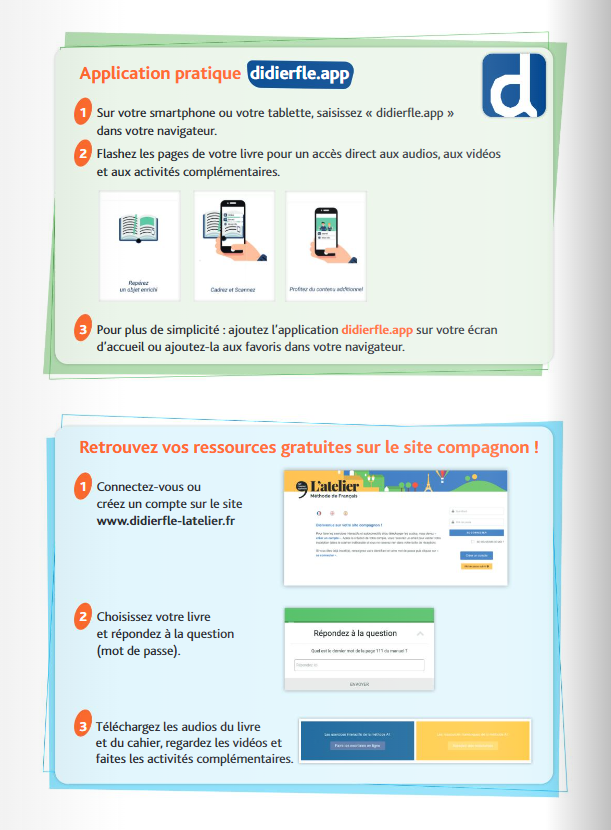 Application pratique didierfle.app
d
1 Sur votre smartphone ou votre tablette, saisissez « didierfle.app »
dans votre navigateur.
2 Flashez les pages de votre livre pour un accès direct aux audios, aux vidéos
et aux activités complémentaires.
Repérez
un objet enrichi
Cadrez et Scannez
Profitez du contenu additionnel
3 Pour plus de simplicité : ajoutez l'application didierfle.app sur votre écran
d'accueil ou ajoutez-la aux favoris dans votre navigateur.
Retrouvez vos ressources gratuites sur le site compagnon !
1 Connectez-vous ou
créez un compte sur le site
www.didierfle-latelier.fr
L'atelier
Méthode de Français
Bienvenue sur votre site compagnon !
2 Choisissez votre livre
et répondez à la question
(mot de passe).
Répondez à la question
Quel est le dernier mot de la page 111 du manuel ?
ENVOYER
3 Téléchargez les audios du livre
et du cahier, regardez les vidéos et
faites les activités complémentaires.